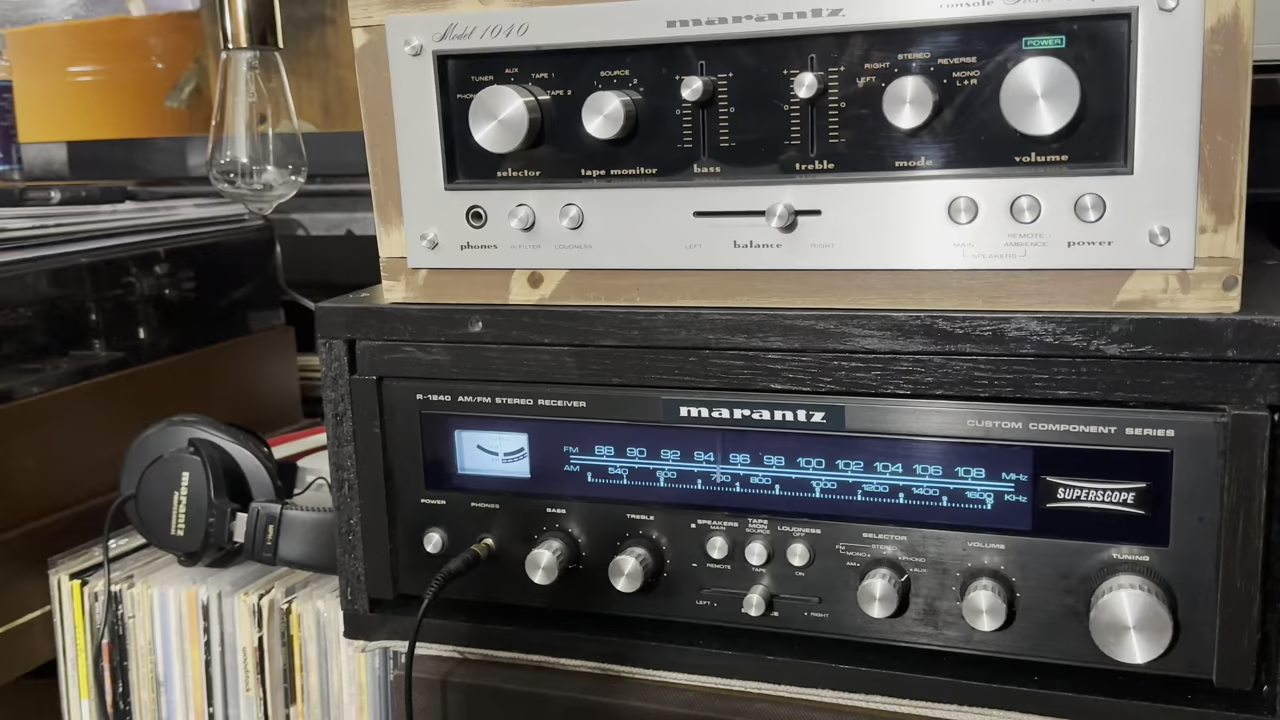 Model 1040
marantz
console
POWER
TUNER
AUX
TAPE 1
TAPE 2
SOURCE
2
RIGHT
STEREO
REVERSE
LEFT
MONO
L+R
selector
tape monitor
bass
treble
mode
volume
phones
HI FILTER
LOUDNESS
LEFT
balance
RIGHT
MAIN
REMOTE
AMBIENCE
SPEAKERS
power
R-1240 AM/FM STEREO RECEIVER
marantz
CUSTOM COMPONENT SERIES
FM 88 90 92 94 96 98 100 102 104 106 108 MHz
AM 540 600 700 800 1000 1200 1400 1600 KHz
SUPERSCOPE
POWER
PHONES
BASS
TREBLE
SPEAKERS
MAIN
REMOTE
TAPE
MON
SOURCE
TAPE
LOUDNESS
OFF
ON
LEFT
RIGHT
SELECTOR
FM
STEREO
MONO
PHONO
AM
AUX
VOLUME
TUNING
marantz